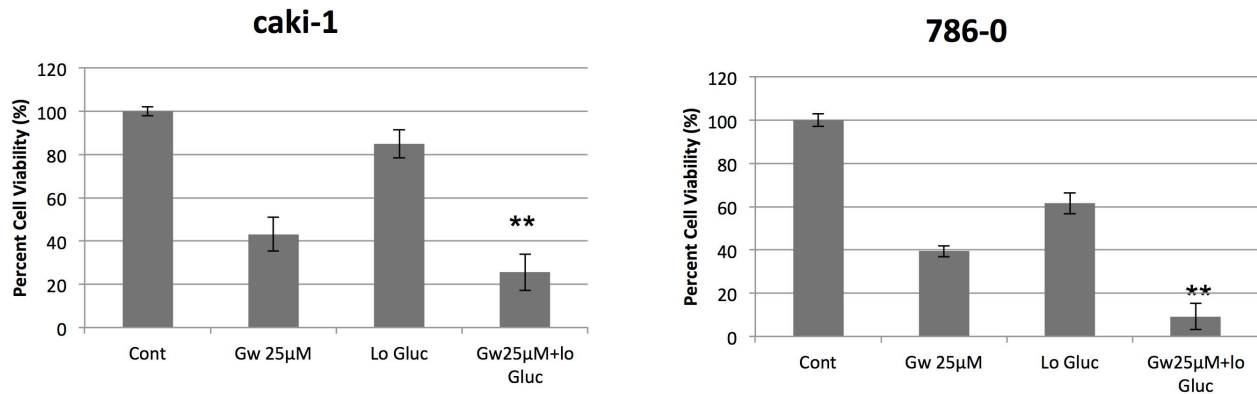 caki-1
Percent Cell Viability (%)
120
100
80
60
40
20
0
**
Cont
Gw 25µM
Lo Gluc
Gw25µM+lo
Gluc
786-0
Percent Cell Viability (%)
120
100
80
60
40
20
0
**
Cont
Gw 25µM
Lo Gluc
Gw25µM+lo
Gluc